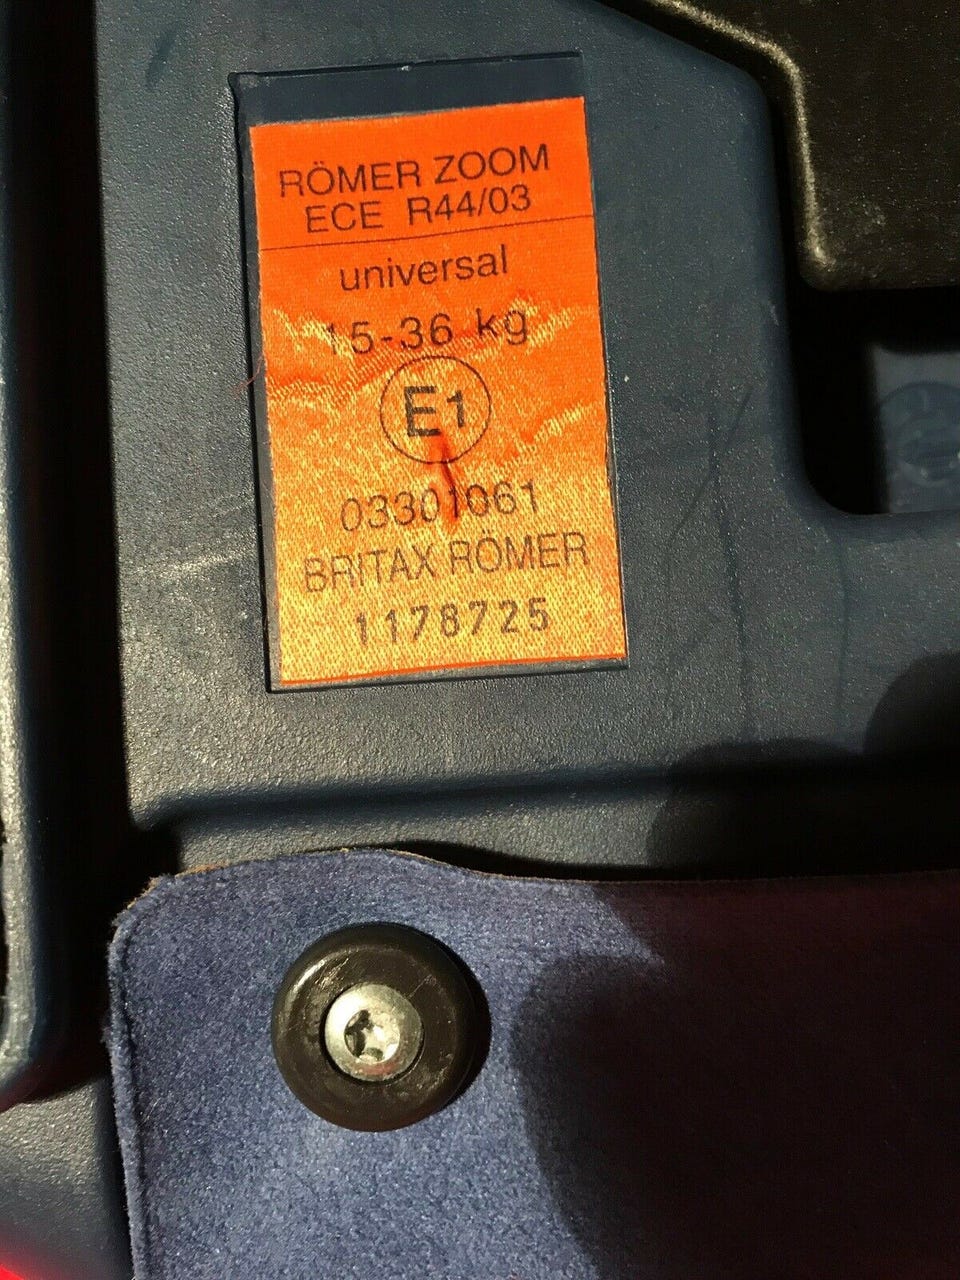 RÖMER ZOOM
ECE R44/03
universal
15-36 kg
E1
03301061
BRITAX RÖMER
1178725